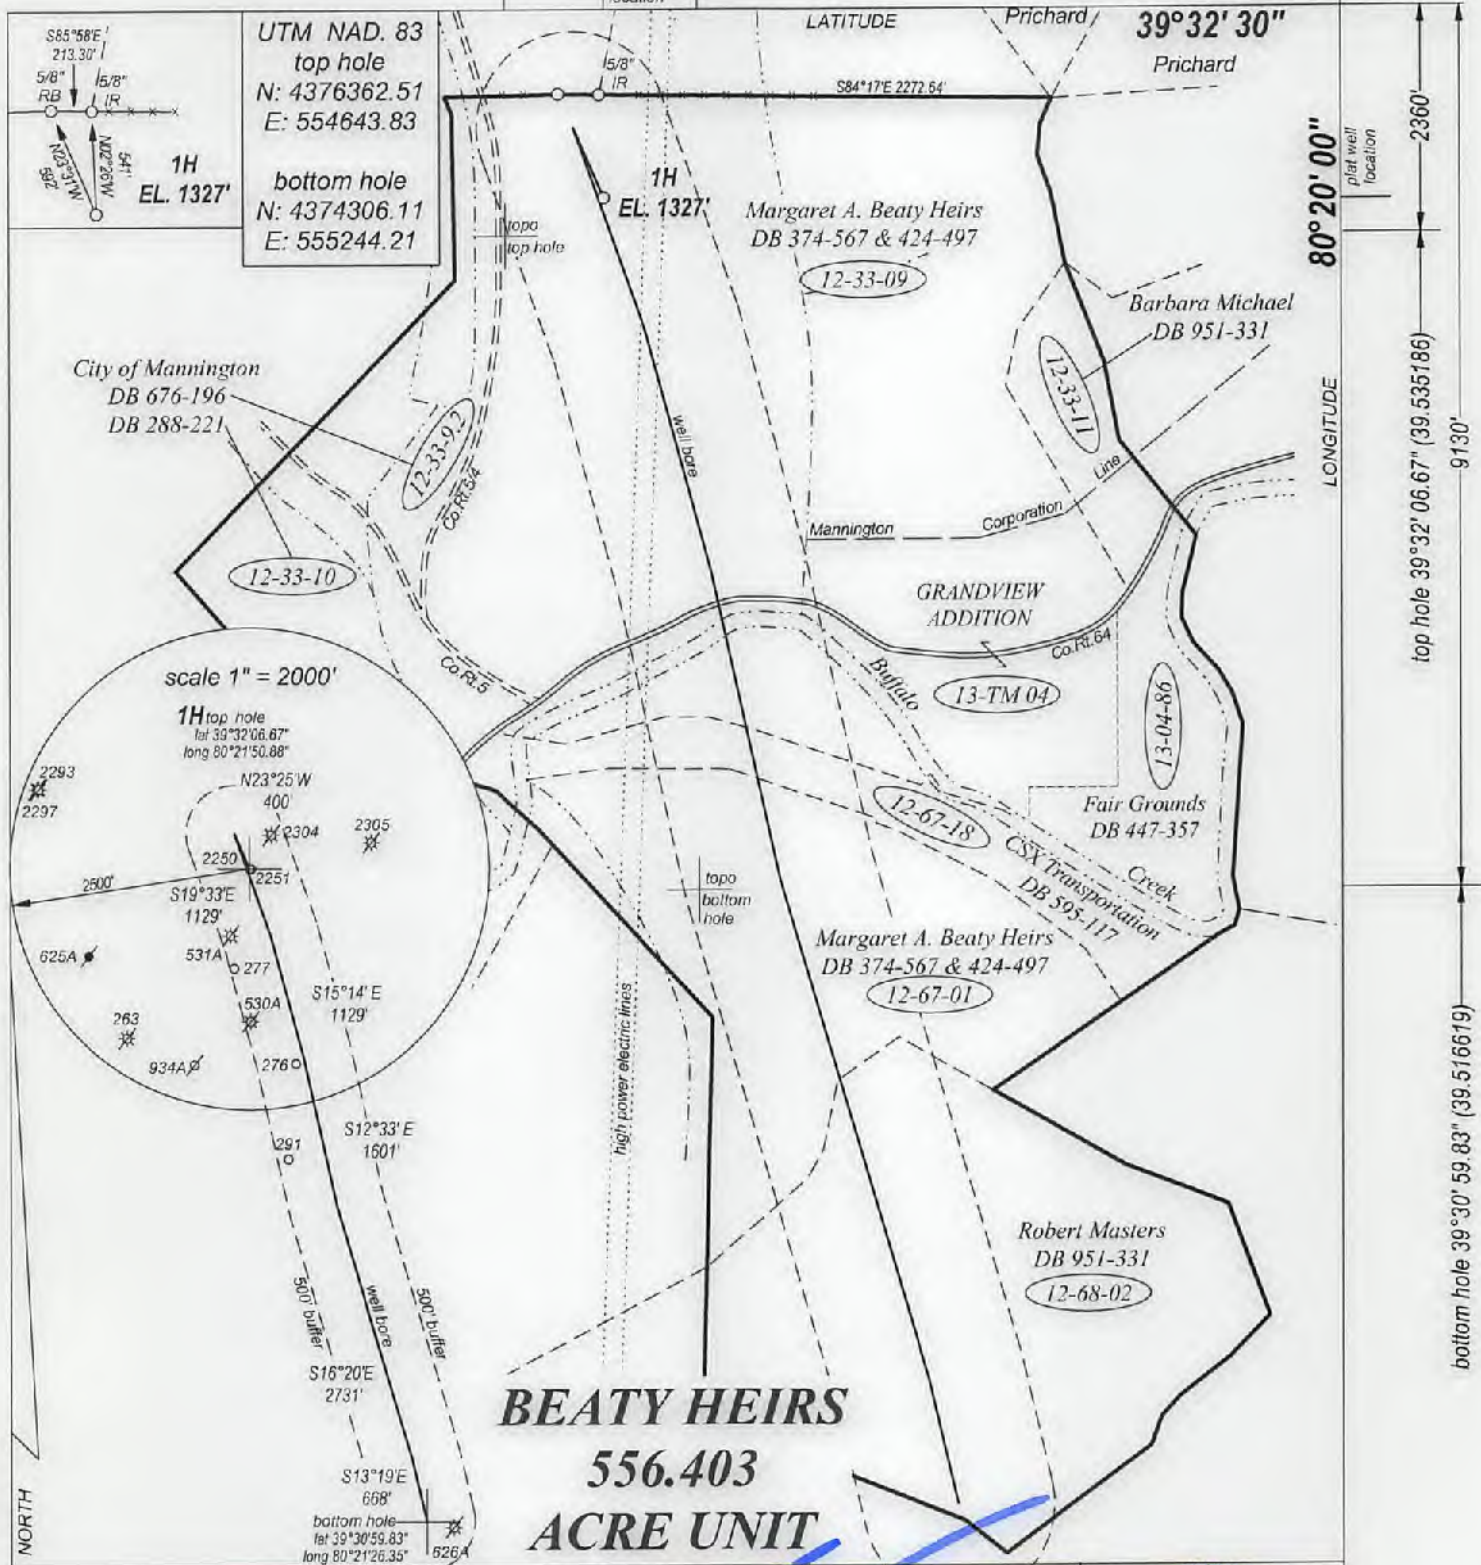 location
S85°58'E
213.30'
5/8"
RB
5/8"
IR
N23°31'W
597'
N02°26'W
541'
1H
EL. 1327'
UTM NAD. 83
top hole
N: 4376362.51
E: 554643.83
bottom hole
N: 4374306.11
E: 555244.21
LATITUDE
39°32' 30"
Prichard
Prichard
5/8"
IR
S84°17'E 2272.64'
80°20' 00"
plat well
location
2360'
1H
EL. 1327'
Margaret A. Beaty Heirs
DB 374-567 & 424-497
12-33-09
topo
top hole
Barbara Michael
DB 951-331
12-33-11
City of Mannington
DB 676-196
DB 288-221
12-33-9.2
Co.Rt.5/4
12-33-10
well bore
Mannington Corporation Line
LONGITUDE
top hole 39°32' 06.67" (39.535186)
9130'
GRANDVIEW
ADDITION
Co.Rt.64
13-TM 04
Co.Rt.5
Buffalo
Creek
13-04-86
Fair Grounds
DB 447-357
12-67-18
CSX Transportation
DB 595-117
topo
bottom
hole
Margaret A. Beaty Heirs
DB 374-567 & 424-497
12-67-01
high power electric lines
Robert Masters
DB 951-331
12-68-02
bottom hole 39°30' 59.83" (39.516619)
scale 1" = 2000'
1H top hole
lat 39°32'06.67"
long 80°21'50.88"
N23°25'W
400'
2293
2297
2304
2305
2250
2251
2500'
S19°33'E
1129'
531A
277
625A
530A
S15°14'E
1129'
263
934A
276
S12°33'E
1601'
291
500' buffer
well bore
500' buffer
S16°20'E
2731'
S13°19'E
668'
bottom hole
lat 39°30'59.83"
long 80°21'26.35"
626A
NORTH
BEATY HEIRS
556.403
ACRE UNIT